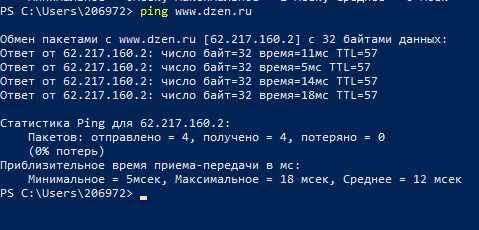 PS C:\Users\206972> ping www.dzen.ru
Обмен пакетами с www.dzen.ru [62.217.160.2] с 32 байтами данных:
Ответ от 62.217.160.2: число байт=32 время=11мс TTL=57
Ответ от 62.217.160.2: число байт=32 время=5мс TTL=57
Ответ от 62.217.160.2: число байт=32 время=14мс TTL=57
Ответ от 62.217.160.2: число байт=32 время=18мс TTL=57
Статистика Ping для 62.217.160.2:
Пакетов: отправлено = 4, получено = 4, потеряно = 0
(0% потерь)
Приблизительное время приема-передачи в мс:
Минимальное = 5мсек, Максимальное = 18 мсек, Среднее = 12 мсек
PS C:\Users\206972>